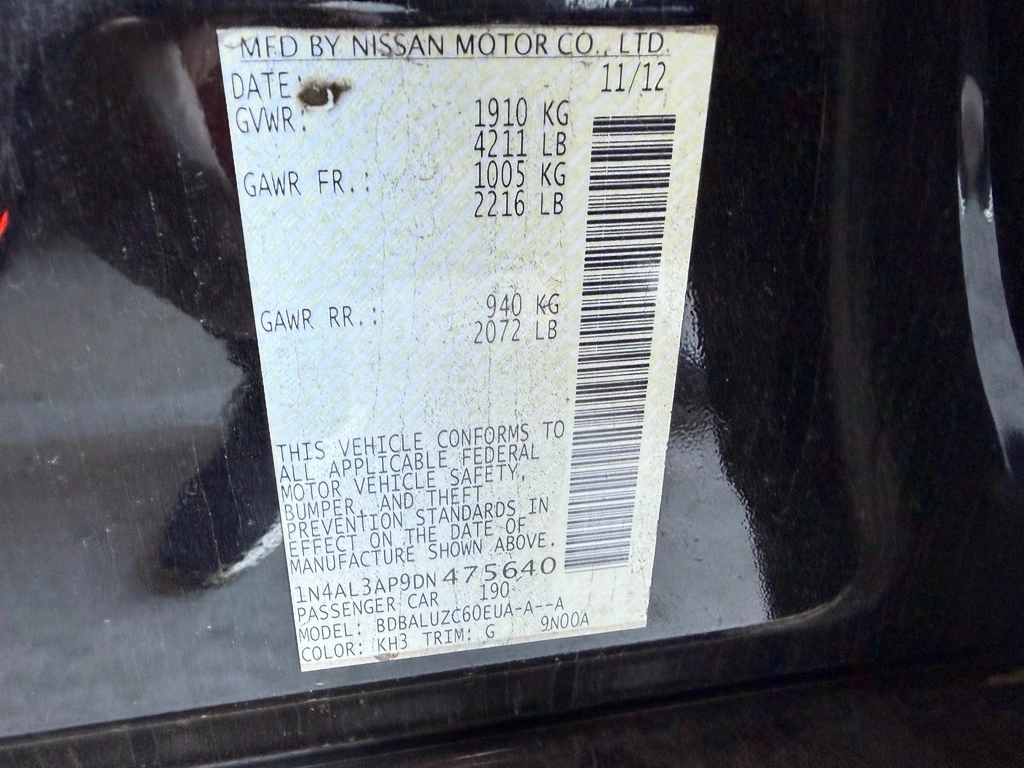 MFD BY NISSAN MOTOR CO., LTD.
DATE: 11/12
GVWR: 1910 KG
4211 LB
GAWR FR.: 1005 KG
2216 LB
GAWR RR.: 940 KG
2072 LB
THIS VEHICLE CONFORMS TO
ALL APPLICABLE FEDERAL
MOTOR VEHICLE SAFETY,
BUMPER, AND THEFT
PREVENTION STANDARDS IN
EFFECT ON THE DATE OF
MANUFACTURE SHOWN ABOVE.
1N4AL3AP9DN475640
PASSENGER CAR 190
MODEL: BDBALUZC60EUA-A--A
COLOR: KH3 TRIM: G 9N00A